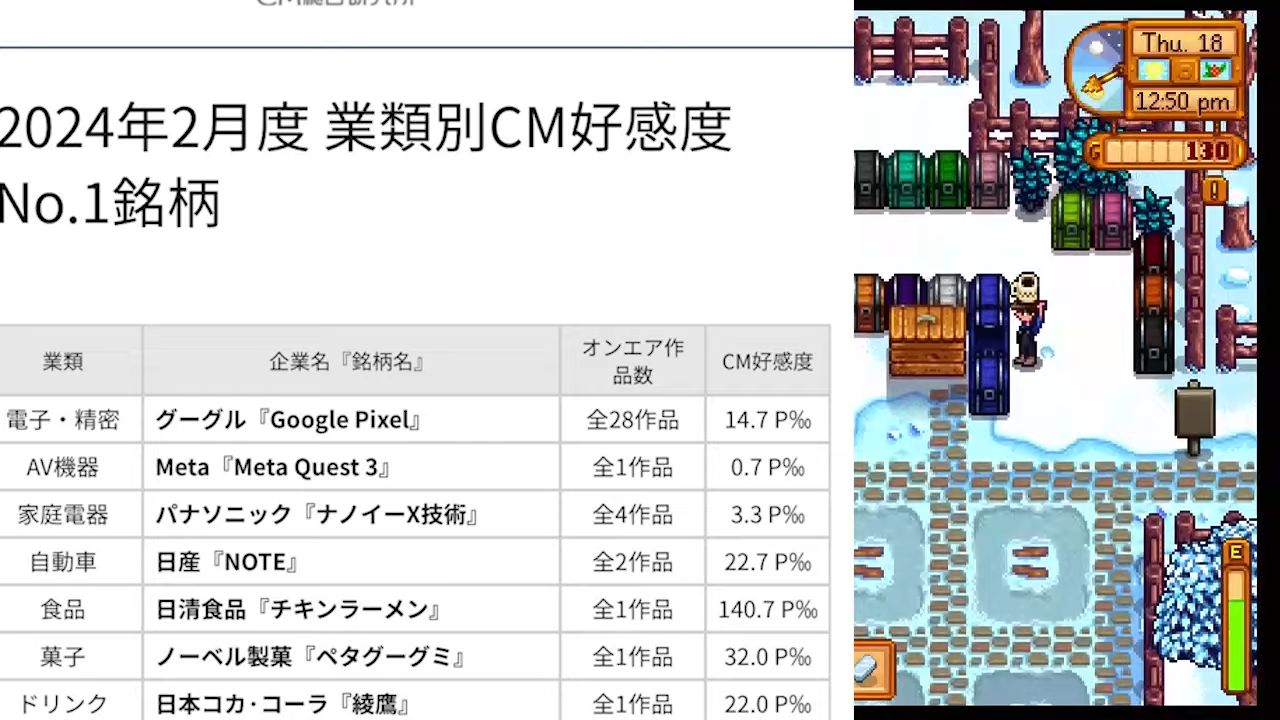 2024年2月度 業類別CM好感度
No.1銘柄
業類 企業名『銘柄名』 オンエア作品数 CM好感度
電子・精密 グーグル『Google Pixel』 全28作品 14.7 P‰
AV機器 Meta『Meta Quest 3』 全1作品 0.7 P‰
家庭電器 パナソニック『ナノイーX技術』 全4作品 3.3 P‰
自動車 日産『NOTE』 全2作品 22.7 P‰
食品 日清食品『チキンラーメン』 全1作品 140.7 P‰
菓子 ノーベル製菓『ペタグーグミ』 全1作品 32.0 P‰
ドリンク 日本コカ・コーラ『綾鷹』 全1作品 22.0 P‰
Thu. 18
12:50 pm
G 130
!
E